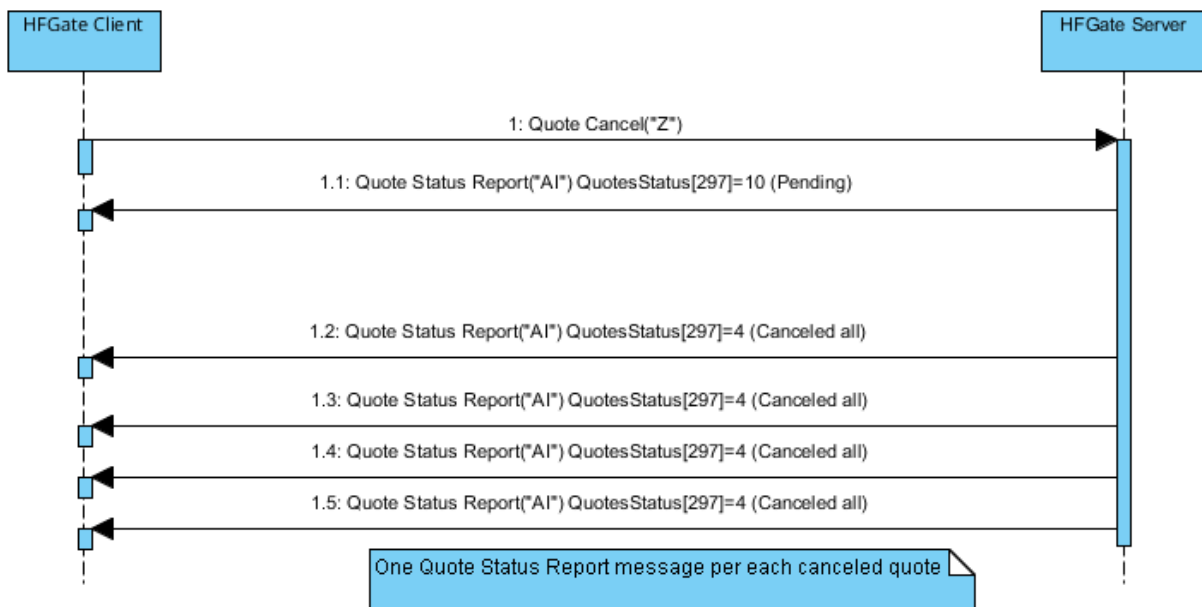 HFGate Client
HFGate Server
1: Quote Cancel("Z")
1.1: Quote Status Report("AI") QuotesStatus[297]=10 (Pending)
1.2: Quote Status Report("AI") QuotesStatus[297]=4 (Canceled all)
1.3: Quote Status Report("AI") QuotesStatus[297]=4 (Canceled all)
1.4: Quote Status Report("AI") QuotesStatus[297]=4 (Canceled all)
1.5: Quote Status Report("AI") QuotesStatus[297]=4 (Canceled all)
One Quote Status Report message per each canceled quote